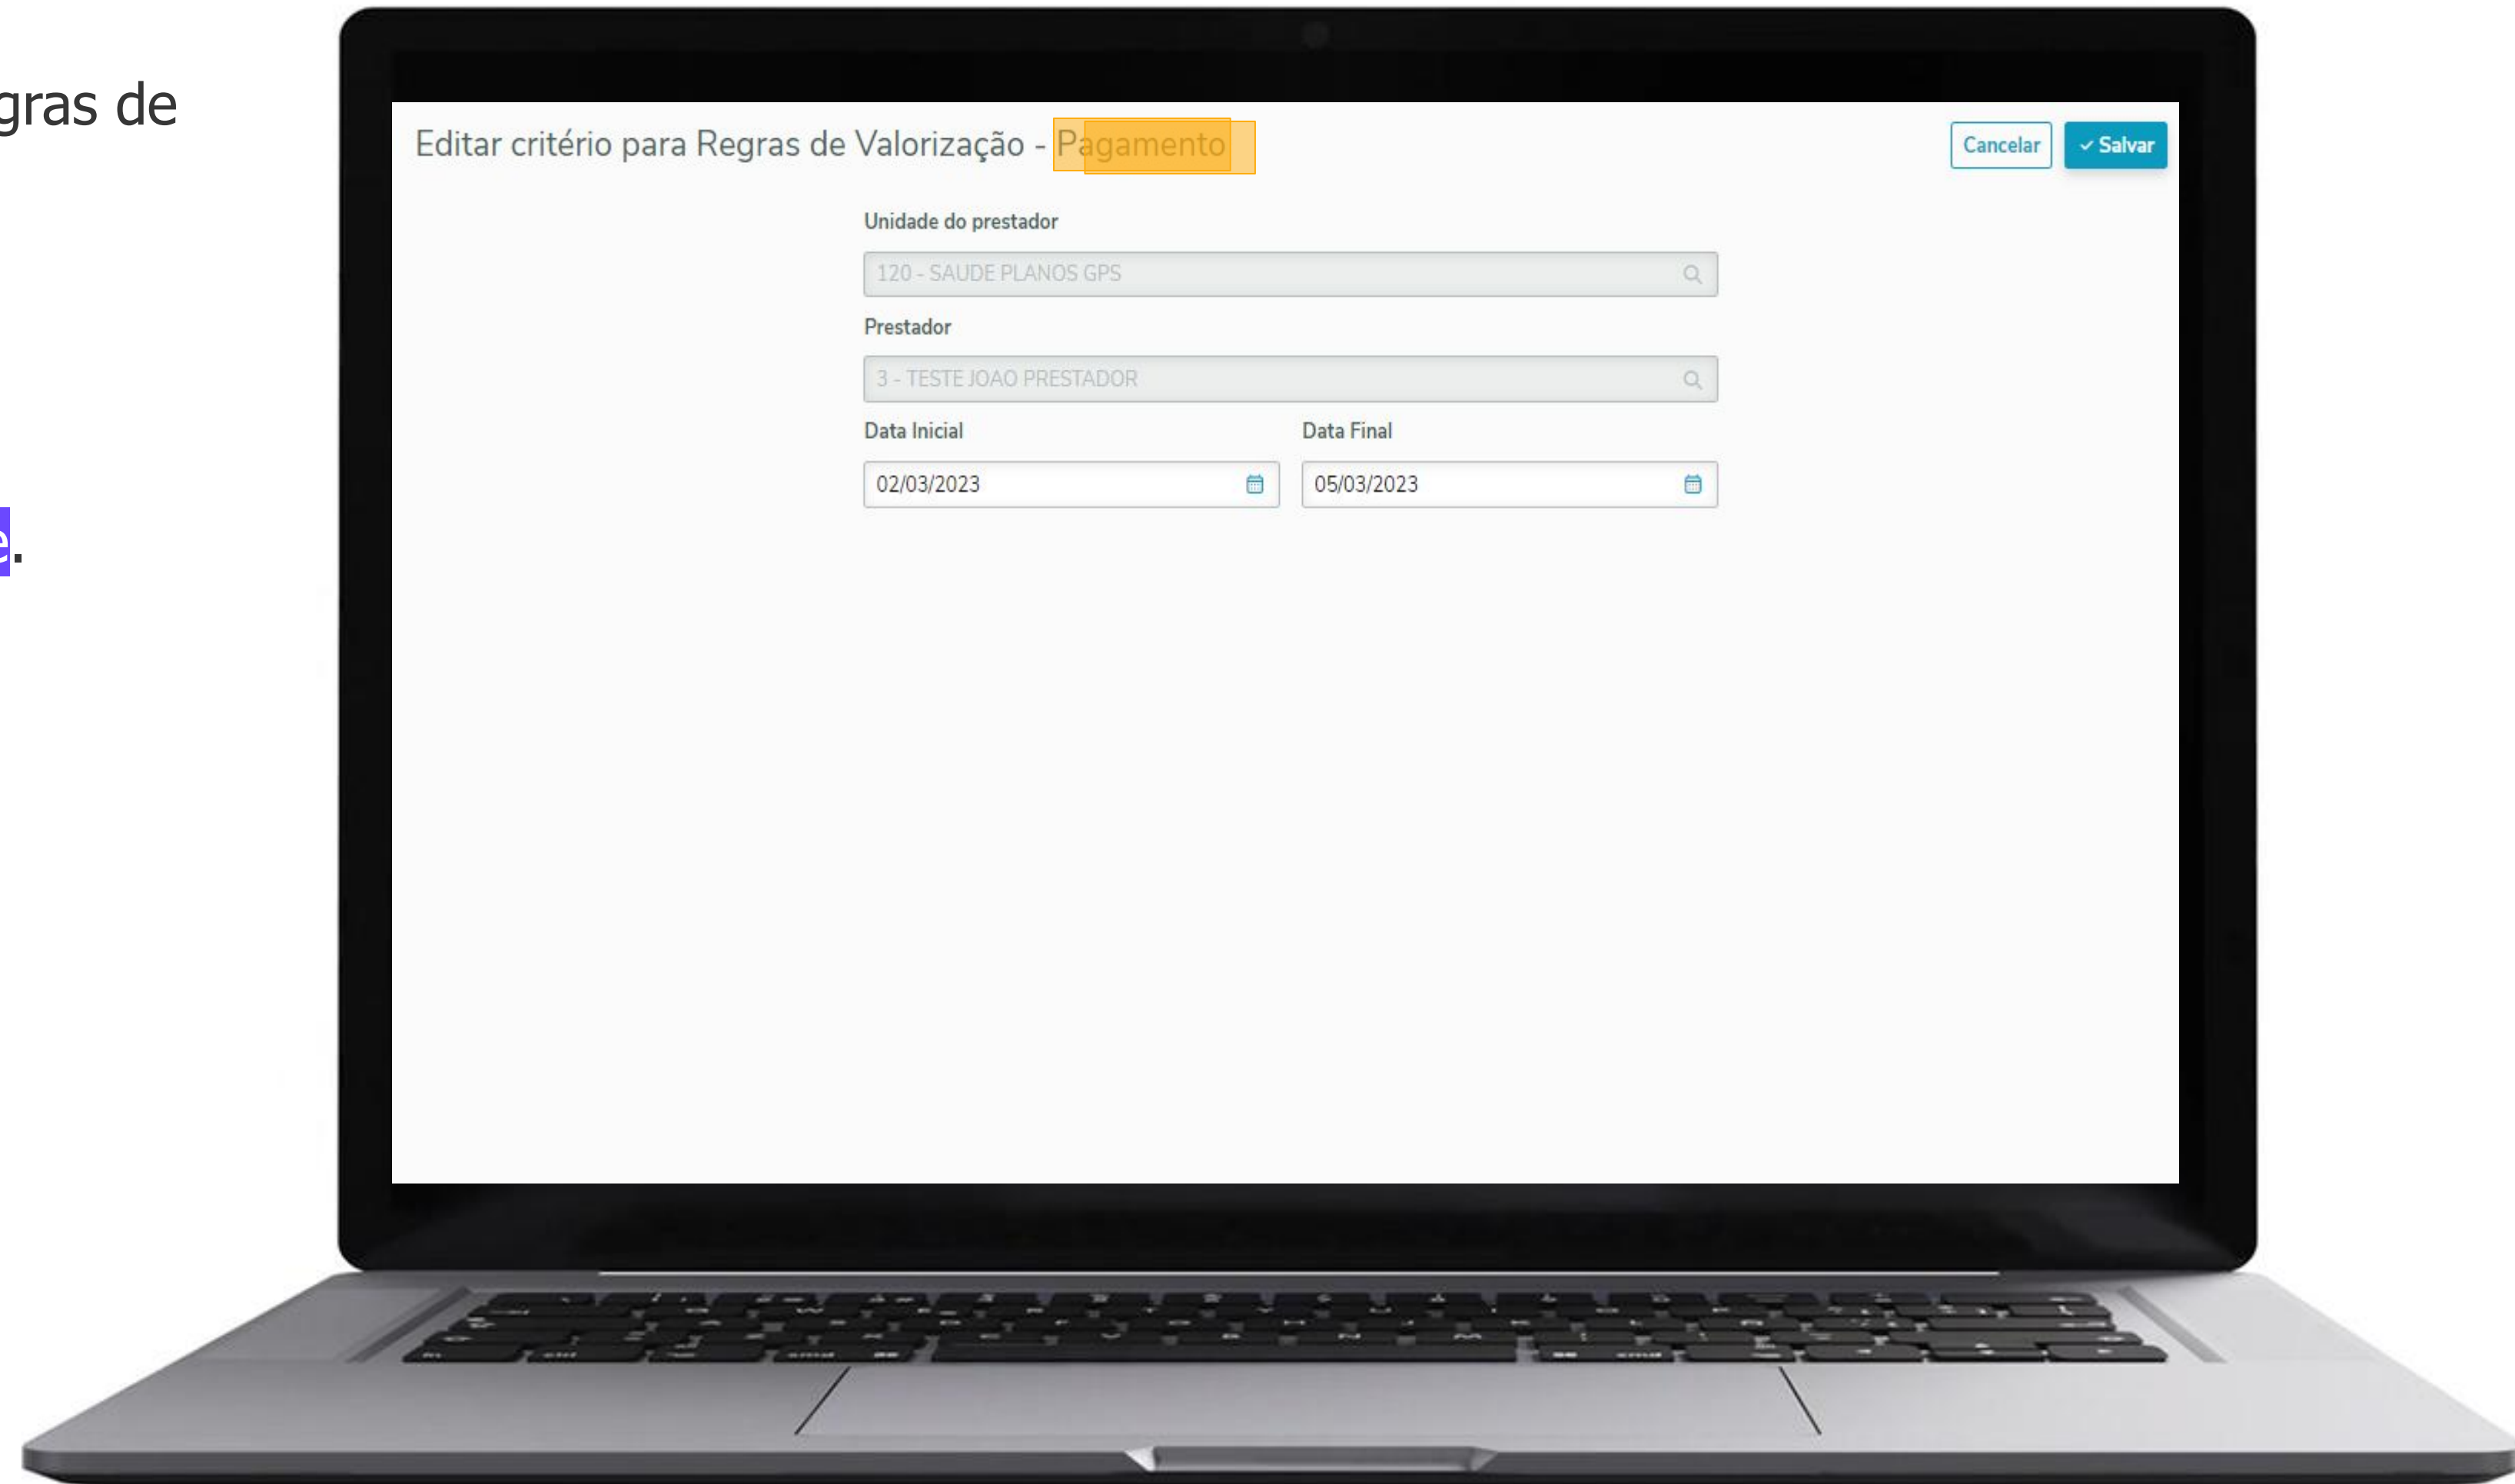 gras de
Editar critério para Regras de Valorização - Pagamento
Cancelar
Salvar
Unidade do prestador
120 - SAUDE PLANOS GPS
Prestador
3 - TESTE JOAO PRESTADOR
Data Inicial
Data Final
02/03/2023
05/03/2023
e.